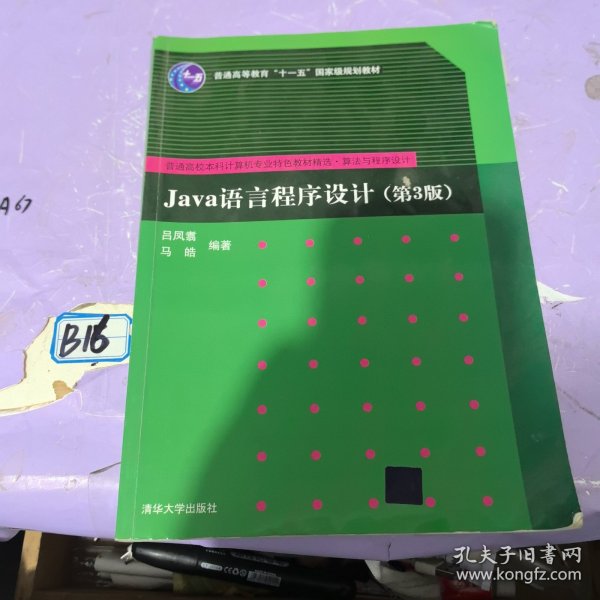 十一五
普通高等教育“十一五”国家级规划教材
普通高校本科计算机专业特色教材精选·算法与程序设计
Java语言程序设计（第3版）
吕凤翥
马 皓 编著
A67
B16
清华大学出版社
孔夫子旧书网
www.kongfz.com